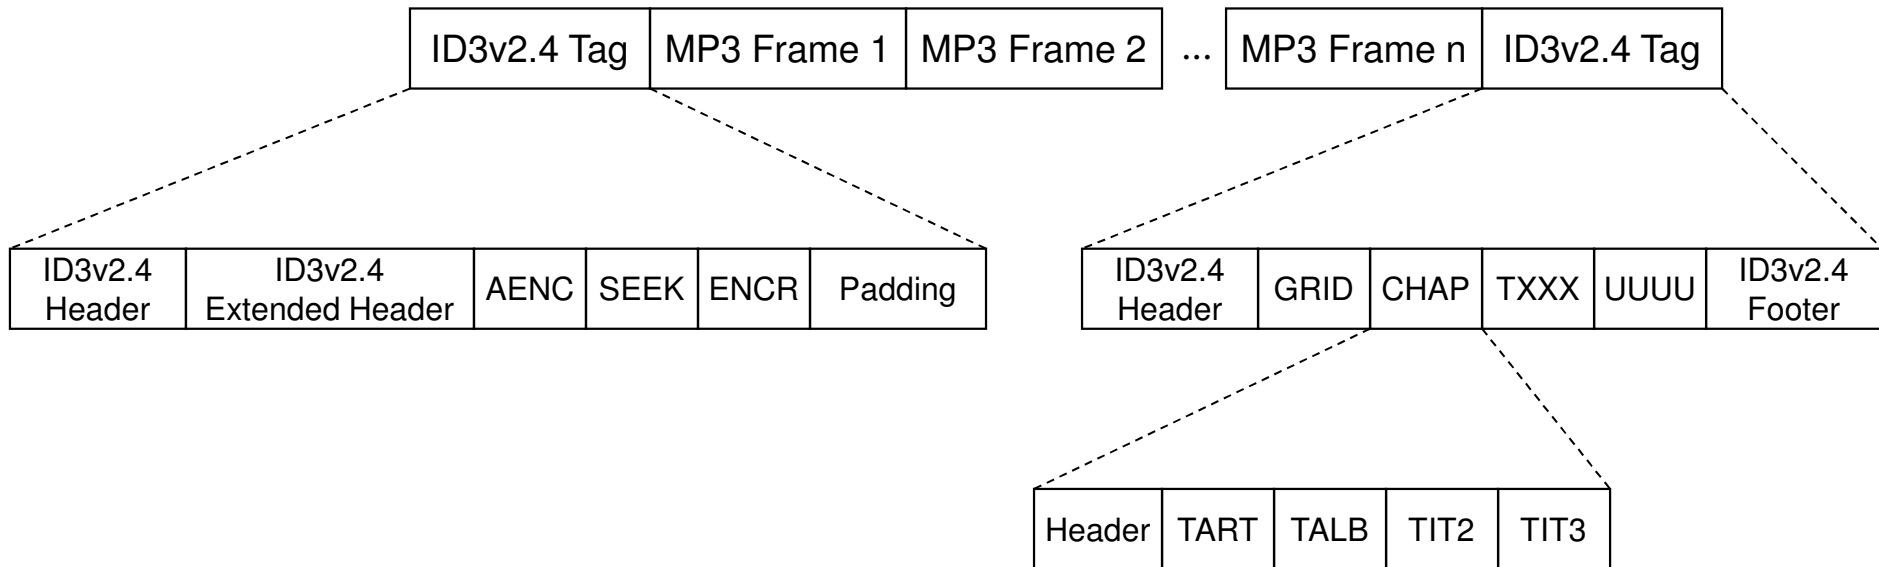 ID3v2.4 Tag
MP3 Frame 1
MP3 Frame 2
...
MP3 Frame n
ID3v2.4 Tag
ID3v2.4
Header
ID3v2.4
Extended Header
AENC
SEEK
ENCR
Padding
ID3v2.4
Header
GRID
CHAP
TXXX
UUUU
ID3v2.4
Footer
Header
TART
TALB
TIT2
TIT3